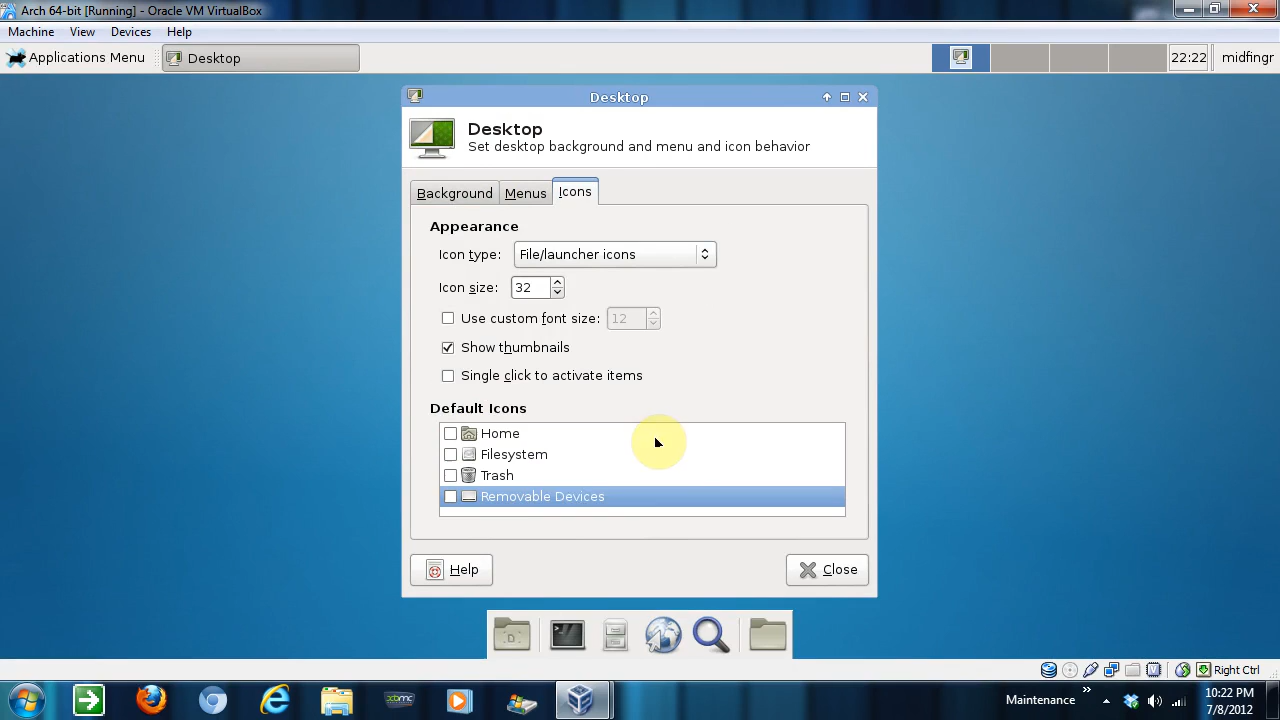 Arch 64-bit [Running] - Oracle VM VirtualBox
Machine View Devices Help
Applications Menu Desktop 22:22 midfingr
Desktop
Desktop
Set desktop background and menu and icon behavior
Background Menus Icons
Appearance
Icon type: File/launcher icons
Icon size: 32
Use custom font size: 12
Show thumbnails
Single click to activate items
Default Icons
Home
Filesystem
Trash
Removable Devices
Help Close
Right Ctrl
xbmc
Maintenance »
10:22 PM
7/8/2012